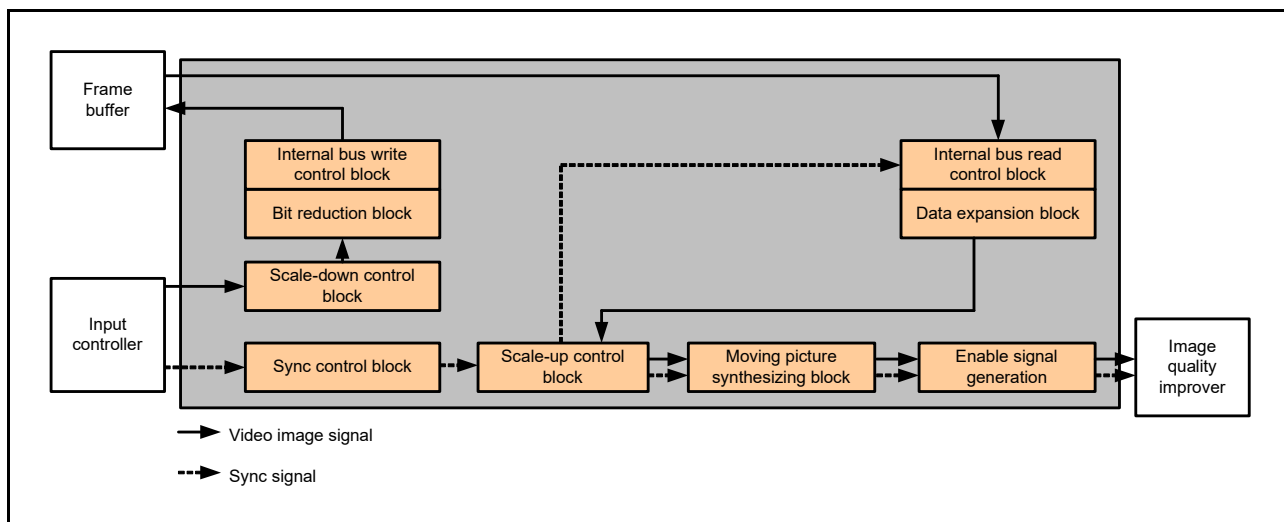 Frame
buffer
Internal bus write
control block
Bit reduction block
Internal bus read
control block
Data expansion block
Scale-down control
block
Input
controller
Sync control block
Scale-up control
block
Moving picture
synthesizing block
Enable signal
generation
Image
quality
improver
Video image signal
Sync signal